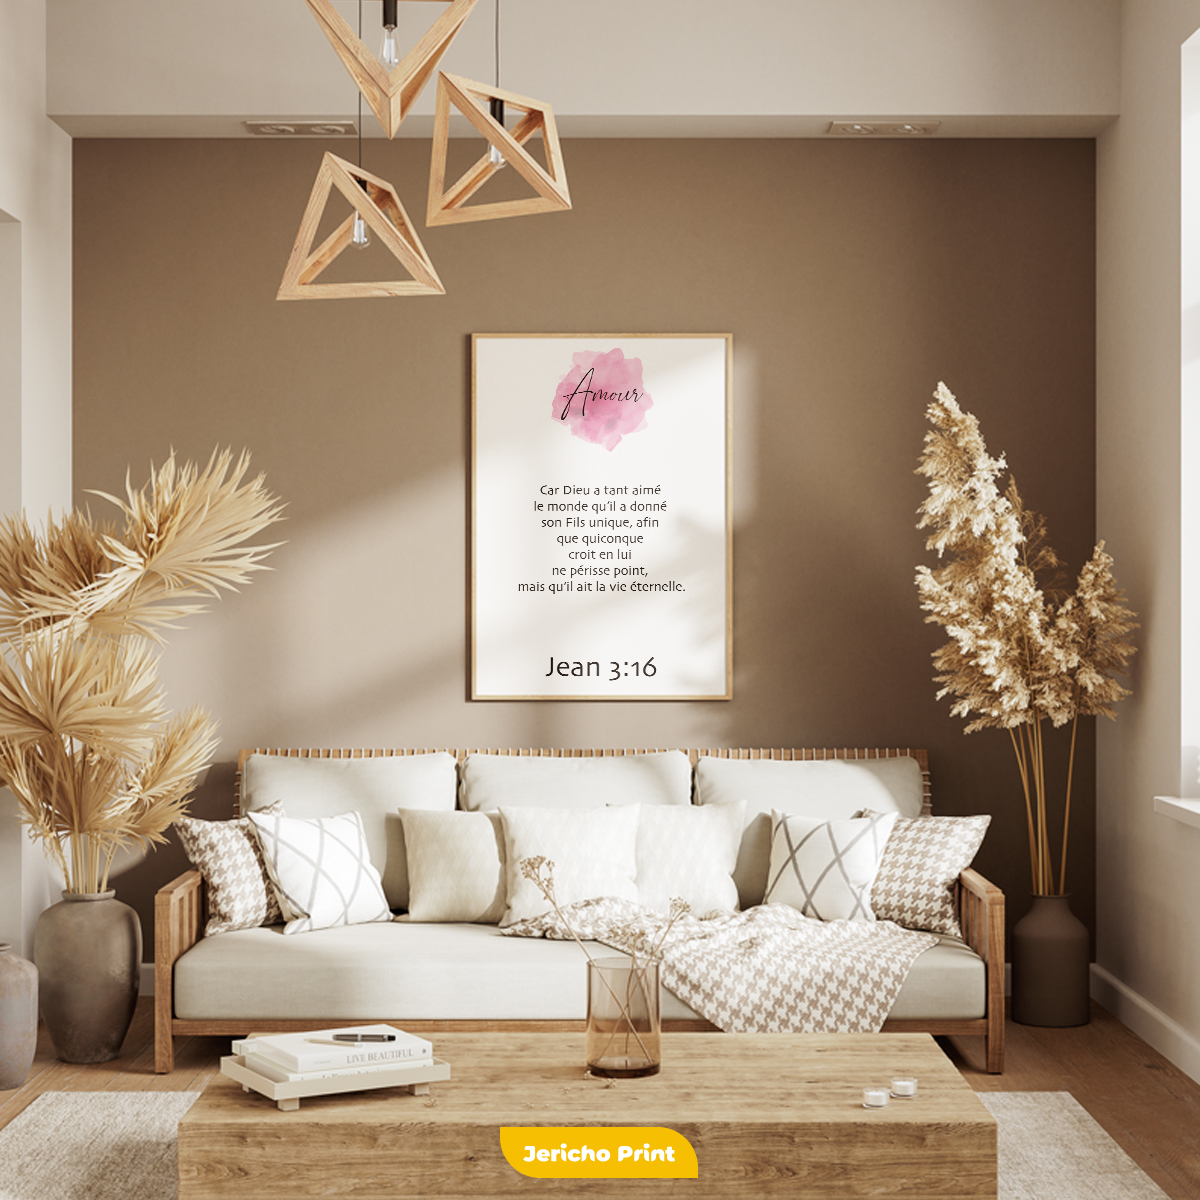 Amour
Car Dieu a tant aimé
le monde qu'il a donné
son Fils unique, afin
que quiconque
croit en lui
ne périsse point,
mais qu'il ait la vie éternelle.
Jean 3:16
LIVE BEAUTIFUL
Jericho Print